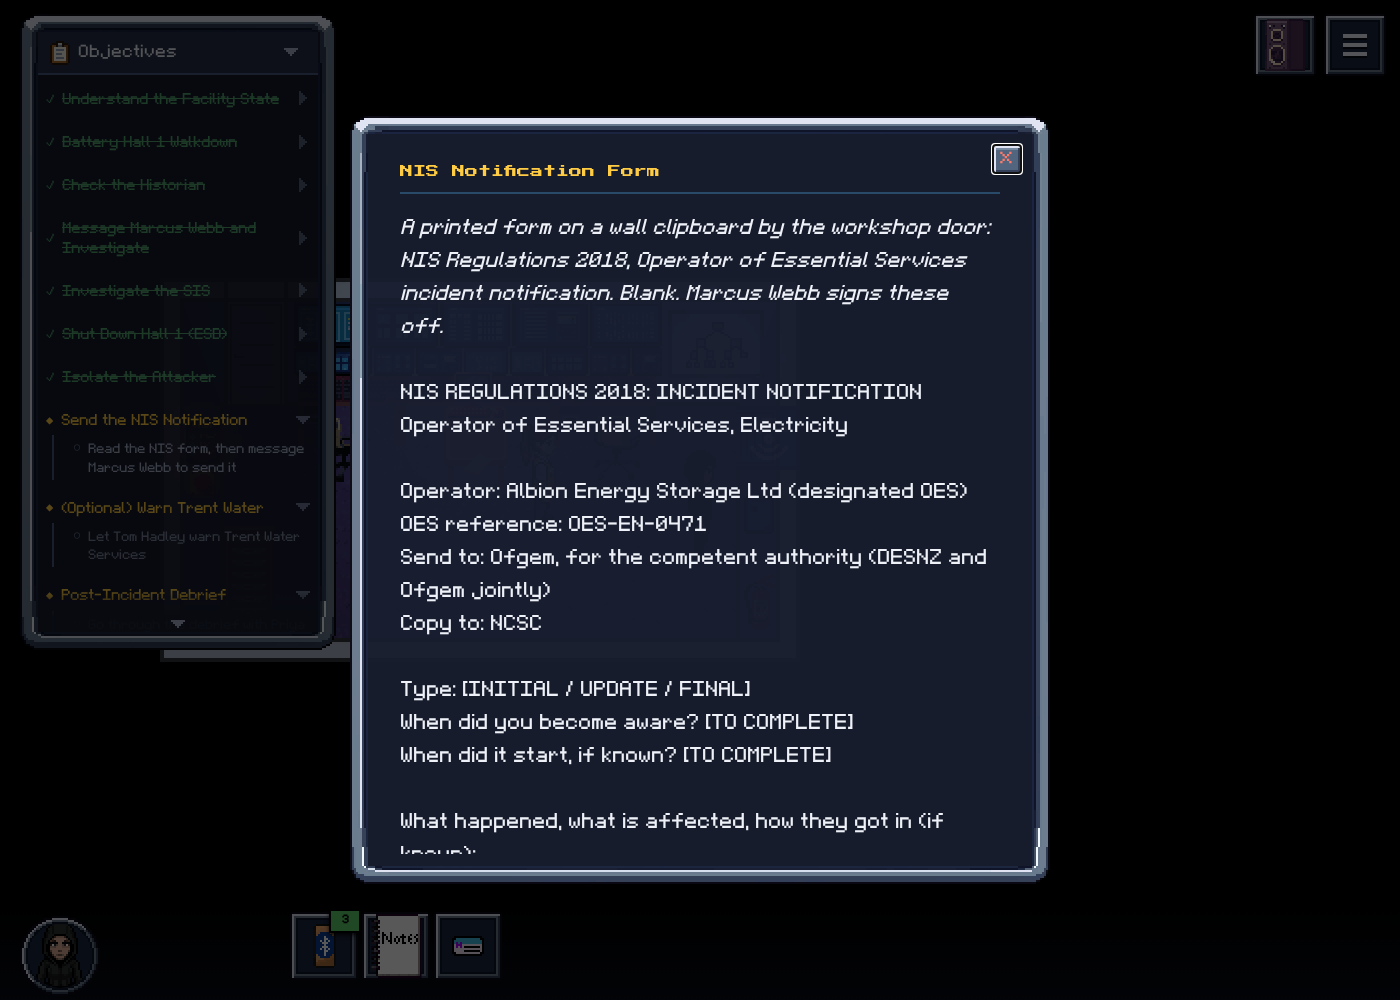 Objectives
✓ Understand the Facility State
✓ Battery Hall 1 Walkdown
✓ Check the Historian
✓ Message Marcus Webb and
Investigate
✓ Investigate the SIS
✓ Shut Down Hall 1 (ESD)
✓ Isolate the Attacker
Send the NIS Notification
Read the NIS form, then message
Marcus Webb to send it
(Optional) Warn Trent Water
Let Tom Hadley warn Trent Water
Services
Post-Incident Debrief
NIS Notification Form
X
A printed form on a wall clipboard by the workshop door:
NIS Regulations 2018, Operator of Essential Services
incident notification. Blank. Marcus Webb signs these
off.
NIS REGULATIONS 2018: INCIDENT NOTIFICATION
Operator of Essential Services, Electricity
Operator: Albion Energy Storage Ltd (designated OES)
OES reference: OES-EN-0471
Send to: Ofgem, for the competent authority (DESNZ and
Ofgem jointly)
Copy to: NCSC
Type: [INITIAL / UPDATE / FINAL]
When did you become aware? [TO COMPLETE]
When did it start, if known? [TO COMPLETE]
What happened, what is affected, how they got in (if
known):
3
Notes